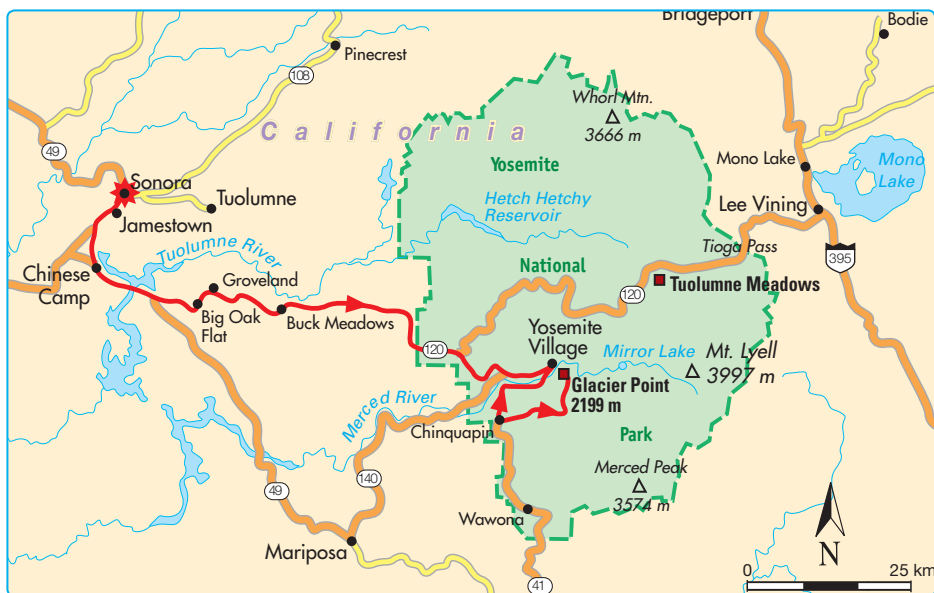 Bridgeport
Bodie
Pinecrest
108
Whorl Mtn.
3666 m
California
49
Yosemite
Mono Lake
Mono
Lake
Sonora
Tuolumne
Hetch Hetchy
Reservoir
Lee Vining
Jamestown
Tuolumne River
Tioga Pass
395
Chinese
Camp
National
Groveland
120
Tuolumne Meadows
Big Oak
Flat
Buck Meadows
Yosemite
Village
120
Mirror Lake
Mt. Lyell
3997 m
Glacier Point
2199 m
Merced River
Chinquapin
Park
Merced Peak
3574 m
49
140
Wawona
Mariposa
N
41
0
25 km